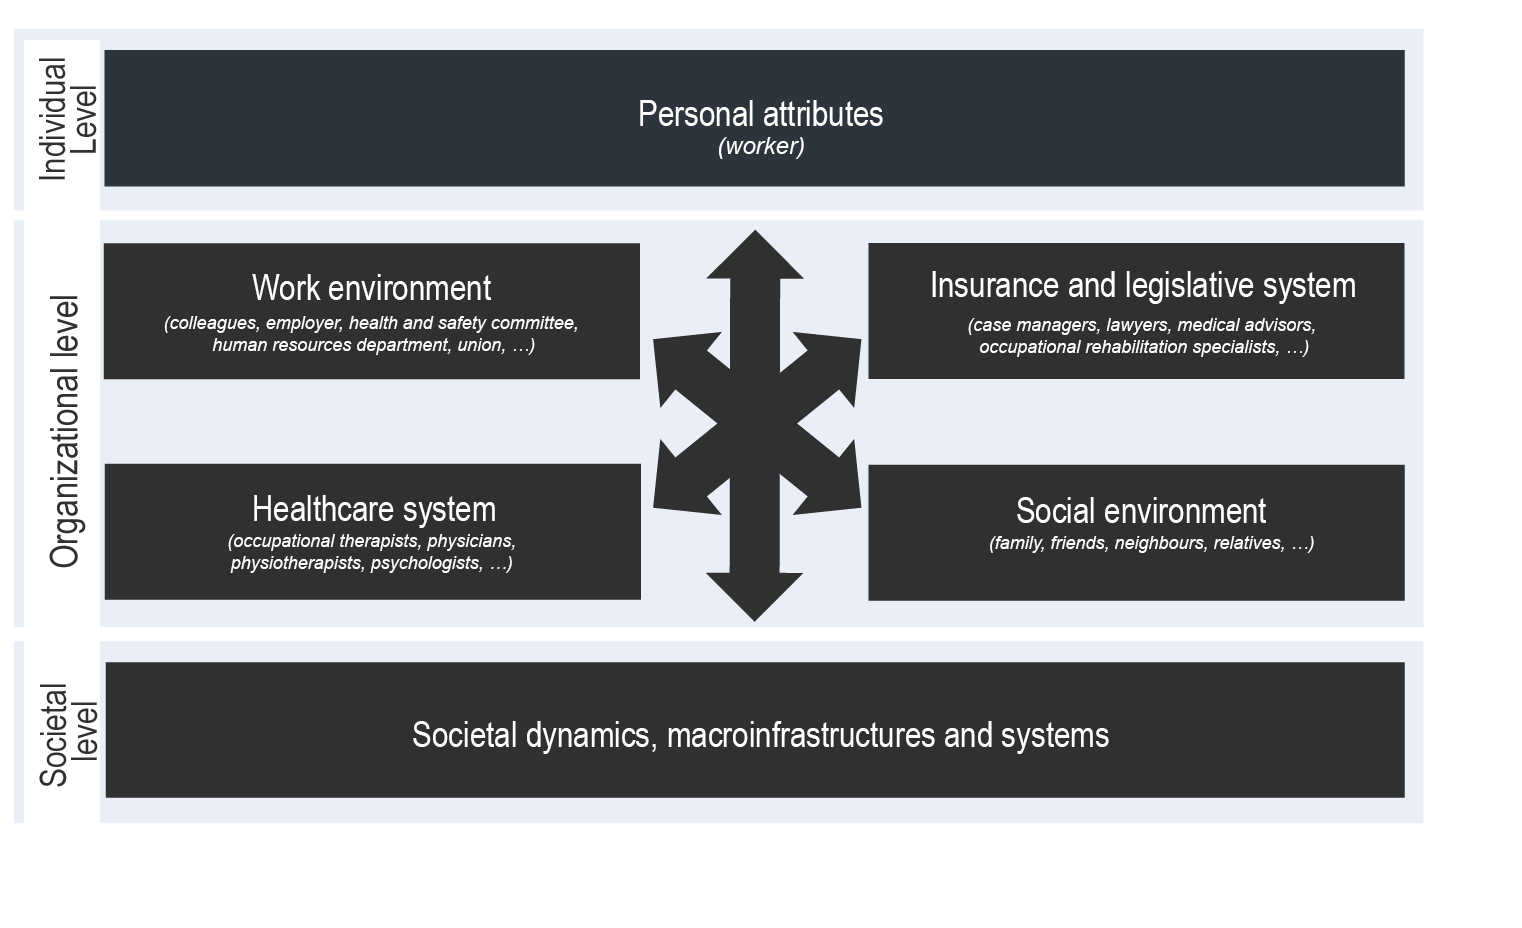 Individual
Level
Personal attributes
(worker)
Organizational level
Work environment
(colleagues, employer, health and safety committee,
human resources department, union, …)
Insurance and legislative system
(case managers, lawyers, medical advisors,
occupational rehabilitation specialists, …)
Healthcare system
(occupational therapists, physicians,
physiotherapists, psychologists, …)
Social environment
(family, friends, neighbours, relatives, …)
Societal
level
Societal dynamics, macroinfrastructures and systems